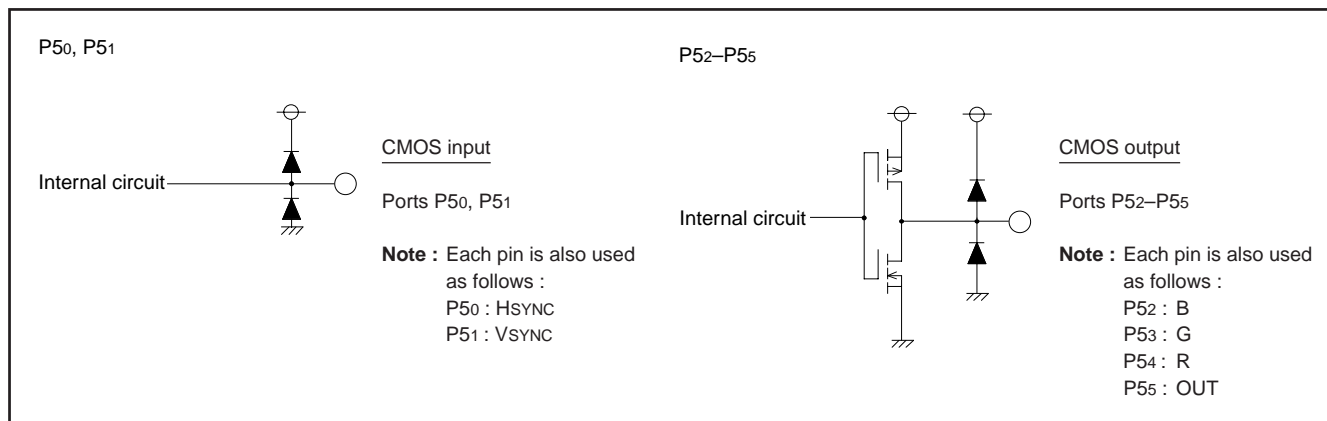 P50, P51
Internal circuit
CMOS input
Ports P50, P51
Note : Each pin is also used
as follows :
P50 : HSYNC
P51 : VSYNC
P52–P55
Internal circuit
CMOS output
Ports P52–P55
Note : Each pin is also used
as follows :
P52 : B
P53 : G
P54 : R
P55 : OUT